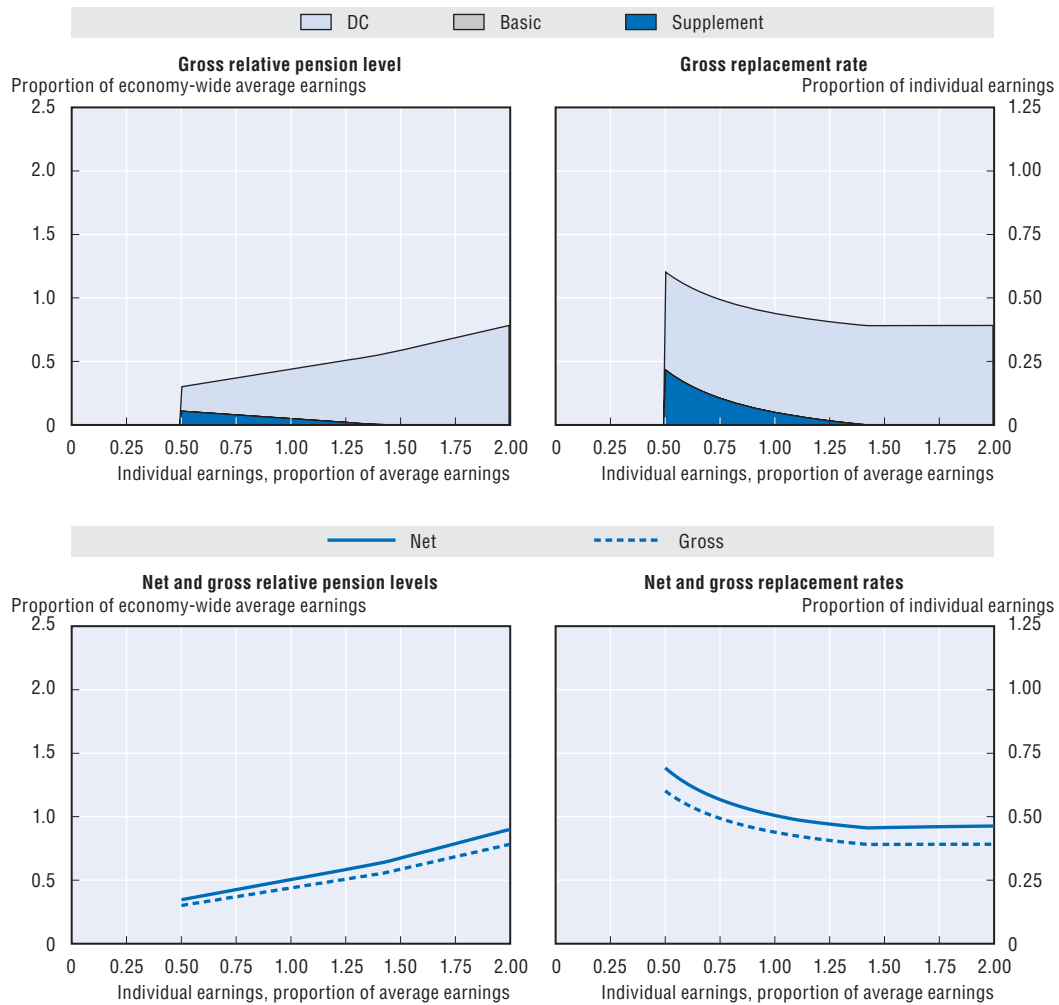 DC Basic Supplement
Gross relative pension level
Proportion of economy-wide average earnings
2.5
2.0
1.5
1.0
0.5
0
0 0.25 0.50 0.75 1.00 1.25 1.50 1.75 2.00
Individual earnings, proportion of average earnings
Gross replacement rate
Proportion of individual earnings
1.25
1.00
0.75
0.50
0.25
0
0 0.25 0.50 0.75 1.00 1.25 1.50 1.75 2.00
Individual earnings, proportion of average earnings
Net Gross
Net and gross relative pension levels
Proportion of economy-wide average earnings
2.5
2.0
1.5
1.0
0.5
0
0 0.25 0.50 0.75 1.00 1.25 1.50 1.75 2.00
Individual earnings, proportion of average earnings
Net and gross replacement rates
Proportion of individual earnings
1.25
1.00
0.75
0.50
0.25
0
0 0.25 0.50 0.75 1.00 1.25 1.50 1.75 2.00
Individual earnings, proportion of average earnings